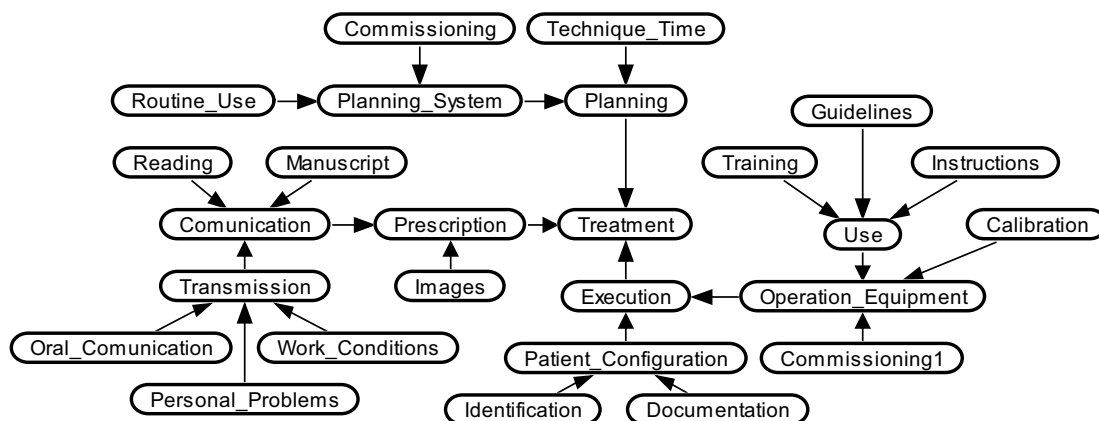 Commissioning
Technique_Time
Routine_Use
Planning_System
Planning
Guidelines
Reading
Manuscript
Training
Instructions
Comunication
Prescription
Treatment
Use
Calibration
Transmission
Images
Execution
Operation_Equipment
Oral_Comunication
Work_Conditions
Patient_Configuration
Commissioning1
Personal_Problems
Identification
Documentation